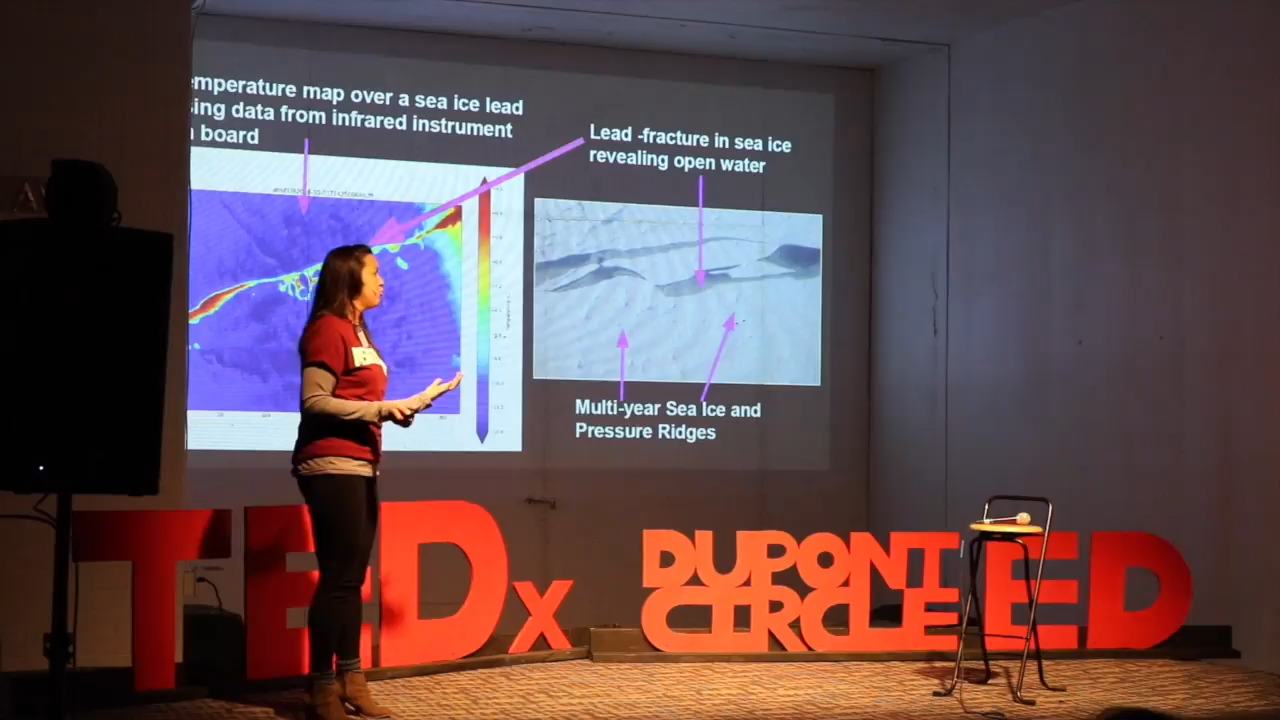 emperature map over a sea ice lead
sing data from infrared instrument
n board
Lead -fracture in sea ice
revealing open water
Multi-year Sea Ice and
Pressure Ridges
TEDx
DUPONT
CIRCLE
ED